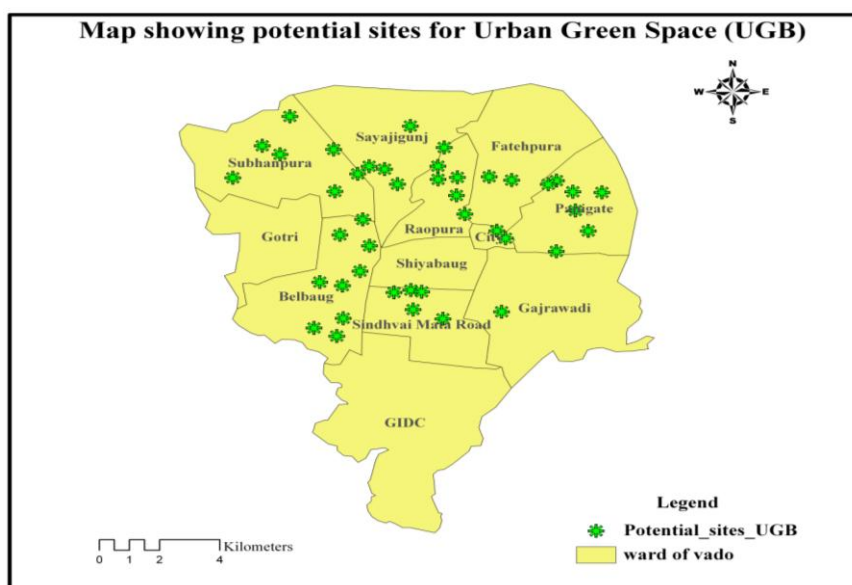 Map showing potential sites for Urban Green Space (UGB)
N
W E
S
Sayajigunj
Fatehpura
Subhanpura
Panigate
Raopura
City
Gotri
Shiyabaug
Belbaug
Gajrawadi
Sindhvai Mata Road
GIDC
Legend
Potential_sites_UGB
ward of vado
Kilometers
0 1 2 4